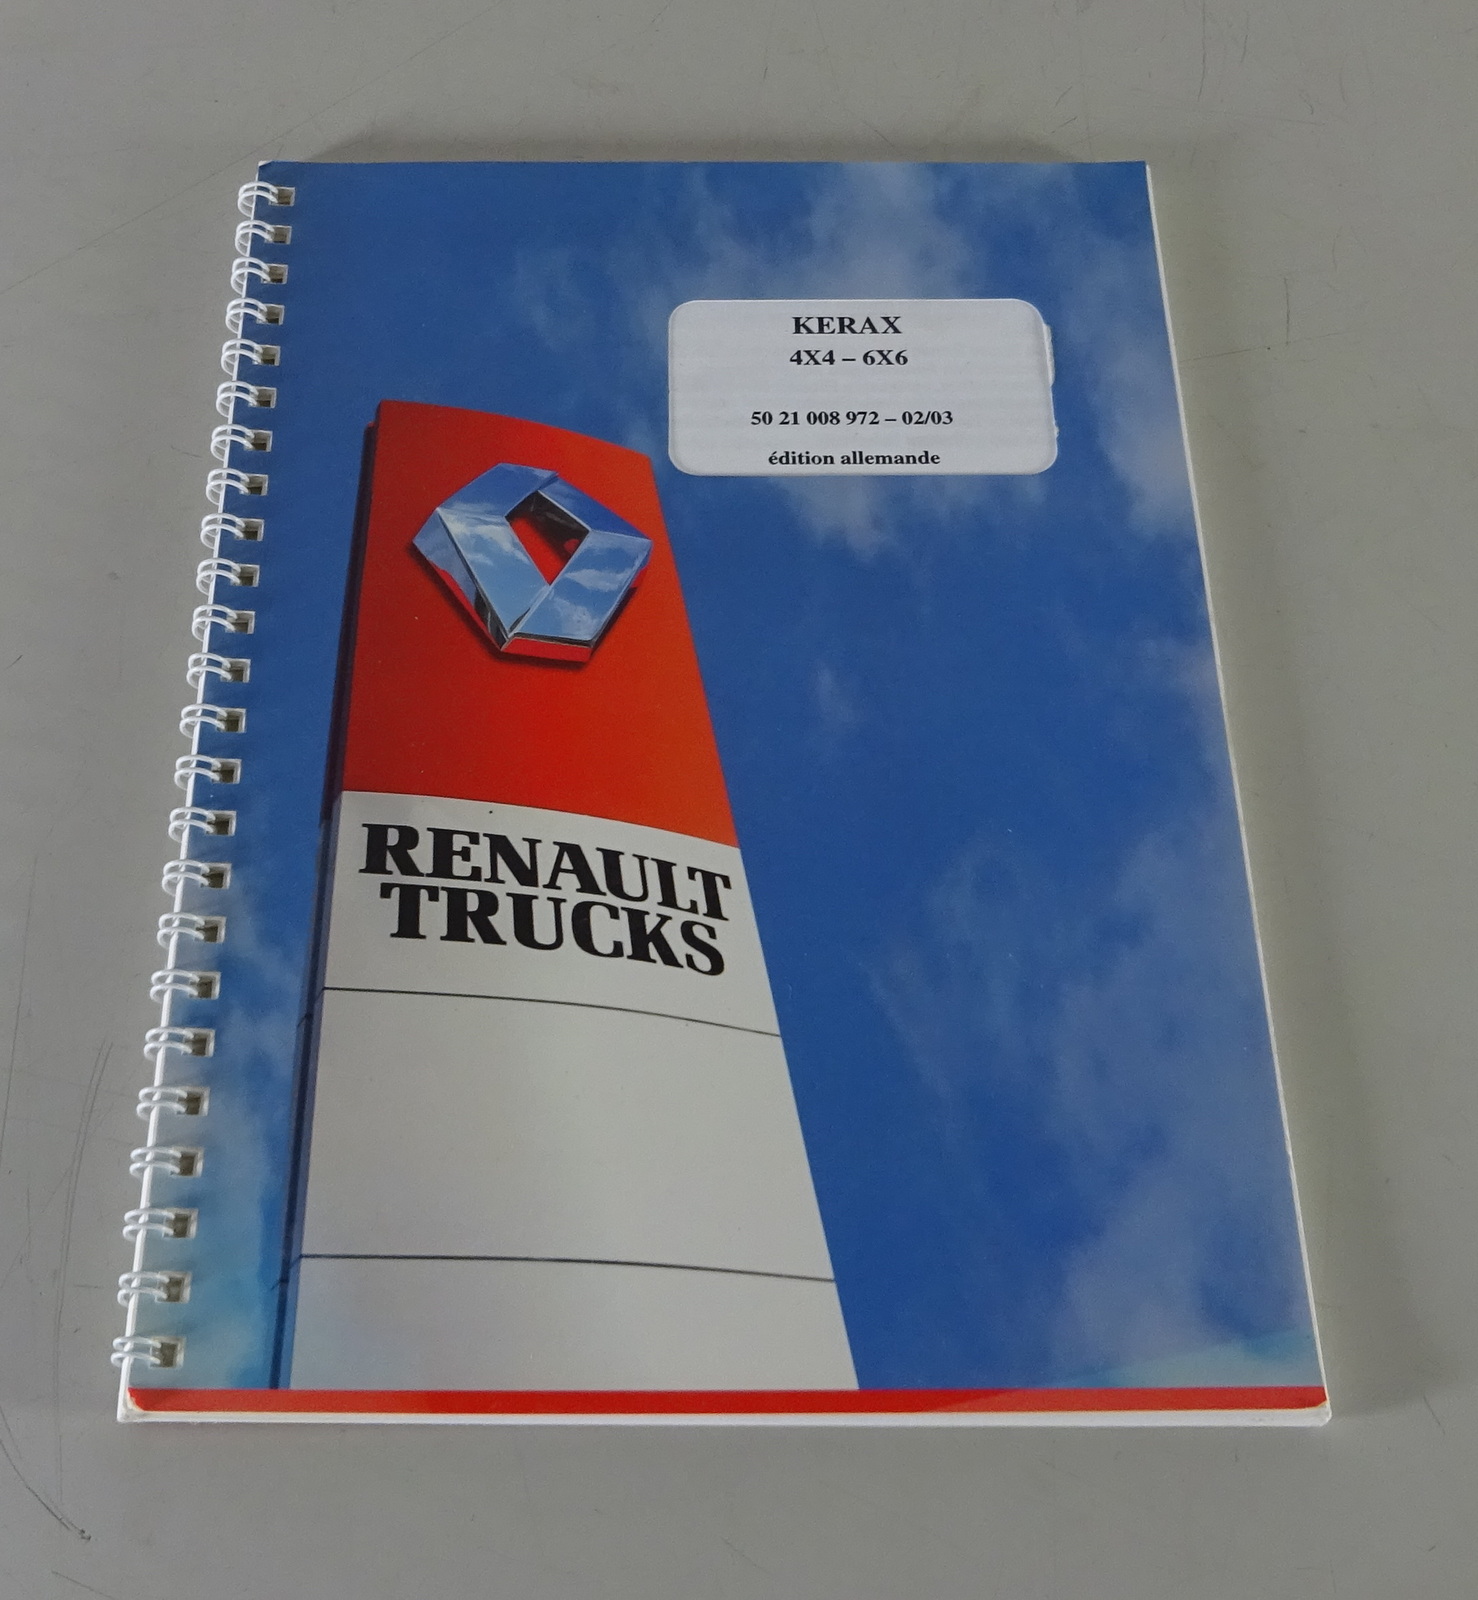 KERAX
4X4 – 6X6
50 21 008 972 – 02/03
édition allemande
RENAULT
TRUCKS